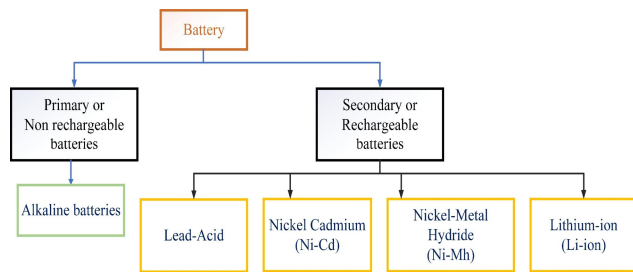 Battery
Primary or
Non rechargeable
batteries
Secondary or
Rechargeable
batteries
Alkaline batteries
Lead-Acid
Nickel Cadmium
(Ni-Cd)
Nickel-Metal
Hydride
(Ni-Mh)
Lithium-ion
(Li-ion)